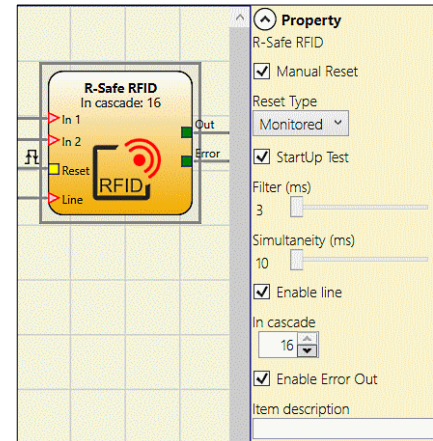 R-Safe RFID
In cascade: 16
In 1
In 2
Reset
Line
Out
Error
RFID
Property
R-Safe RFID
Manual Reset
Reset Type
Monitored
StartUp Test
Filter (ms)
3
Simultaneity (ms)
10
Enable line
In cascade
16
Enable Error Out
Item description